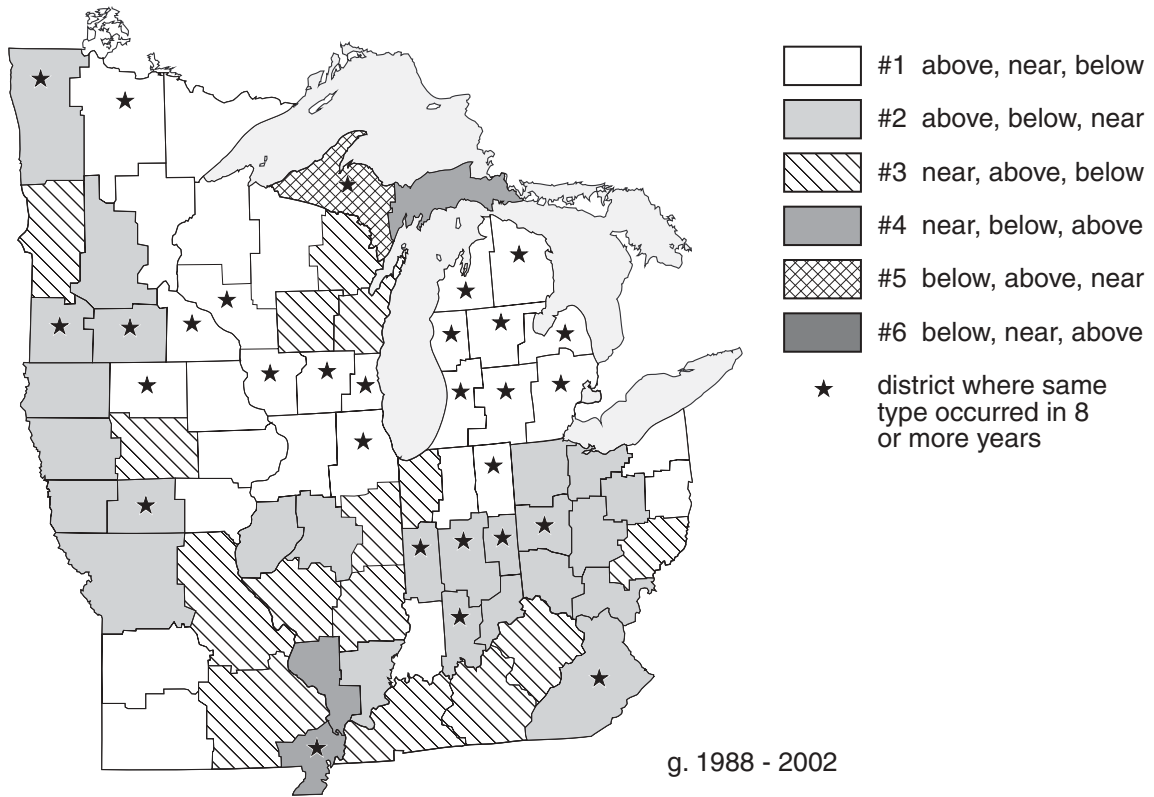 #1 above, near, below
#2 above, below, near
#3 near, above, below
#4 near, below, above
#5 below, above, near
#6 below, near, above
district where same
type occurred in 8
or more years
g. 1988 - 2002